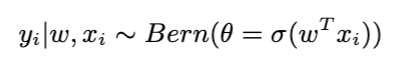 y_i|w, x_i ∼ Bern(θ = σ(w^T x_i))